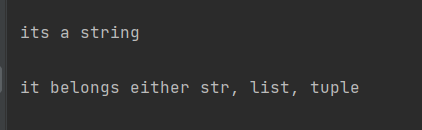 its a string
it belongs either str, list, tuple